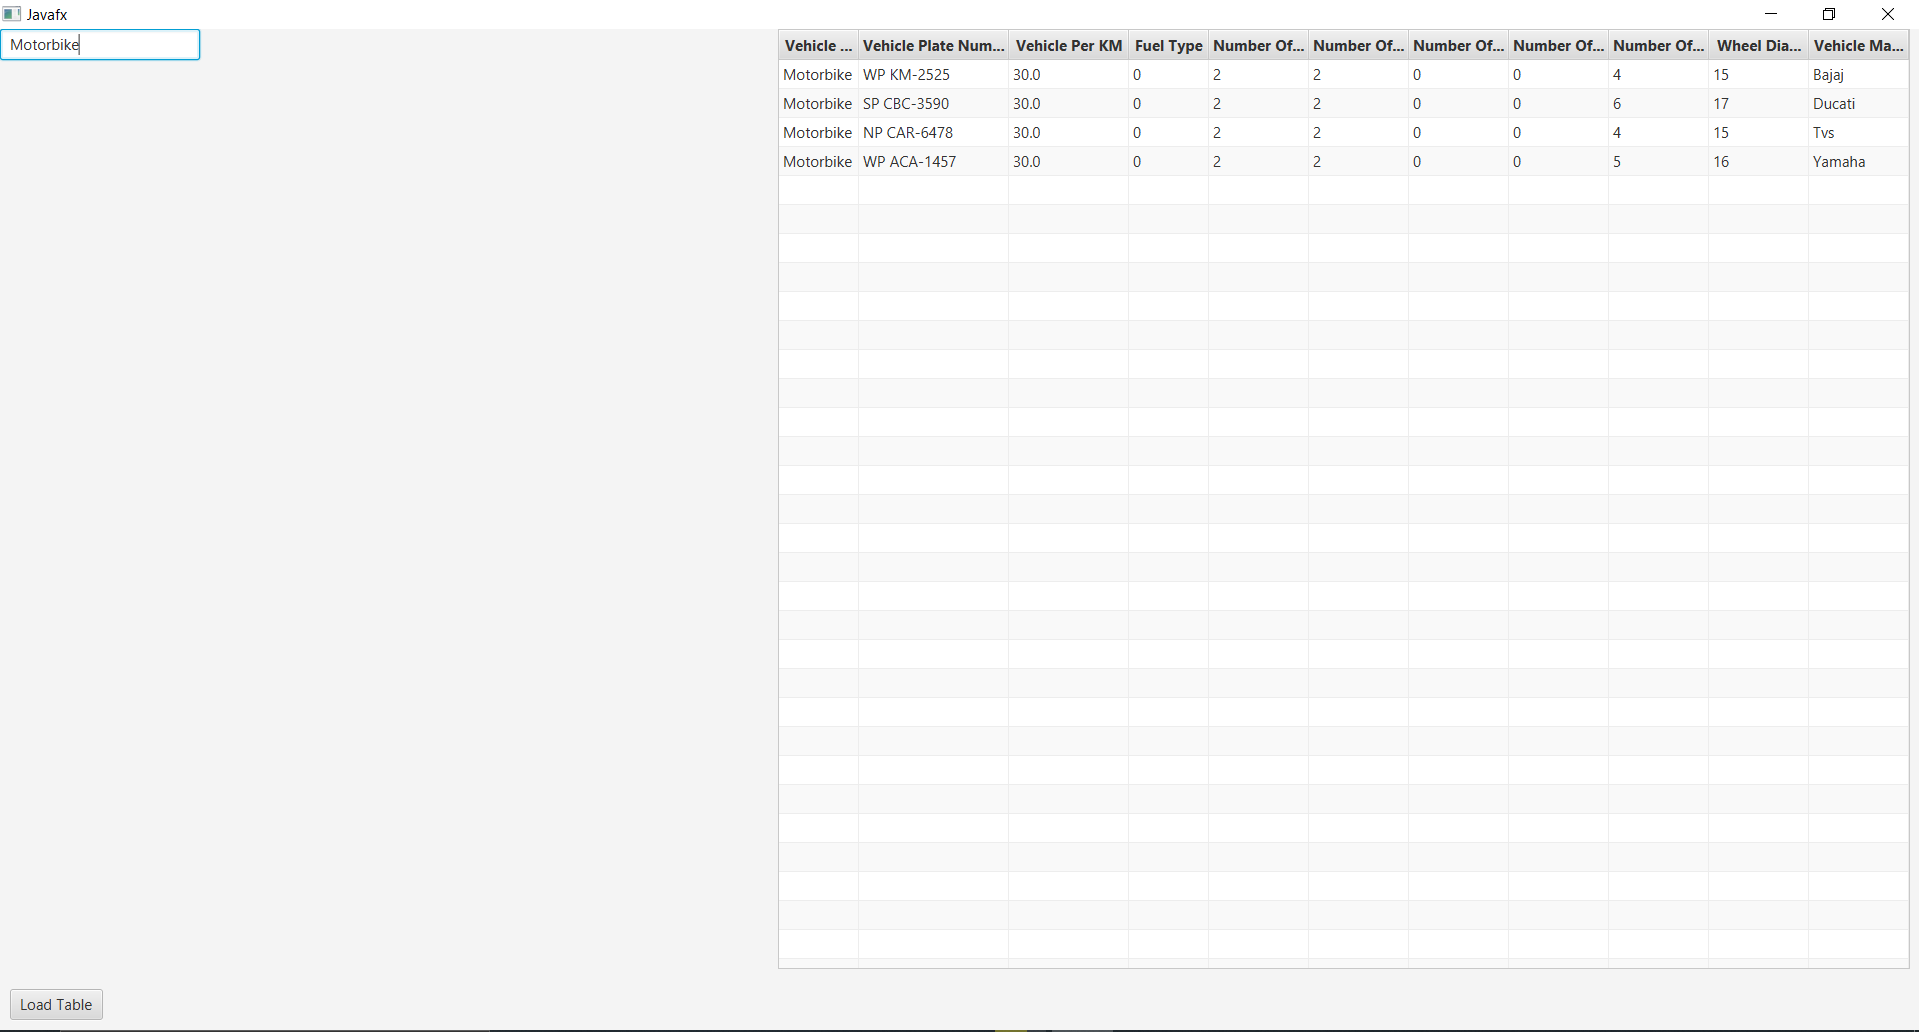 Javafx
Motorbike
Vehicle ... Vehicle Plate Num... Vehicle Per KM Fuel Type Number Of... Number Of... Number Of... Number Of... Number Of... Wheel Dia... Vehicle Ma...
Motorbike WP KM-2525 30.0 0 2 2 0 0 4 15 Bajaj
Motorbike SP CBC-3590 30.0 0 2 2 0 0 6 17 Ducati
Motorbike NP CAR-6478 30.0 0 2 2 0 0 4 15 Tvs
Motorbike WP ACA-1457 30.0 0 2 2 0 0 5 16 Yamaha
Load Table